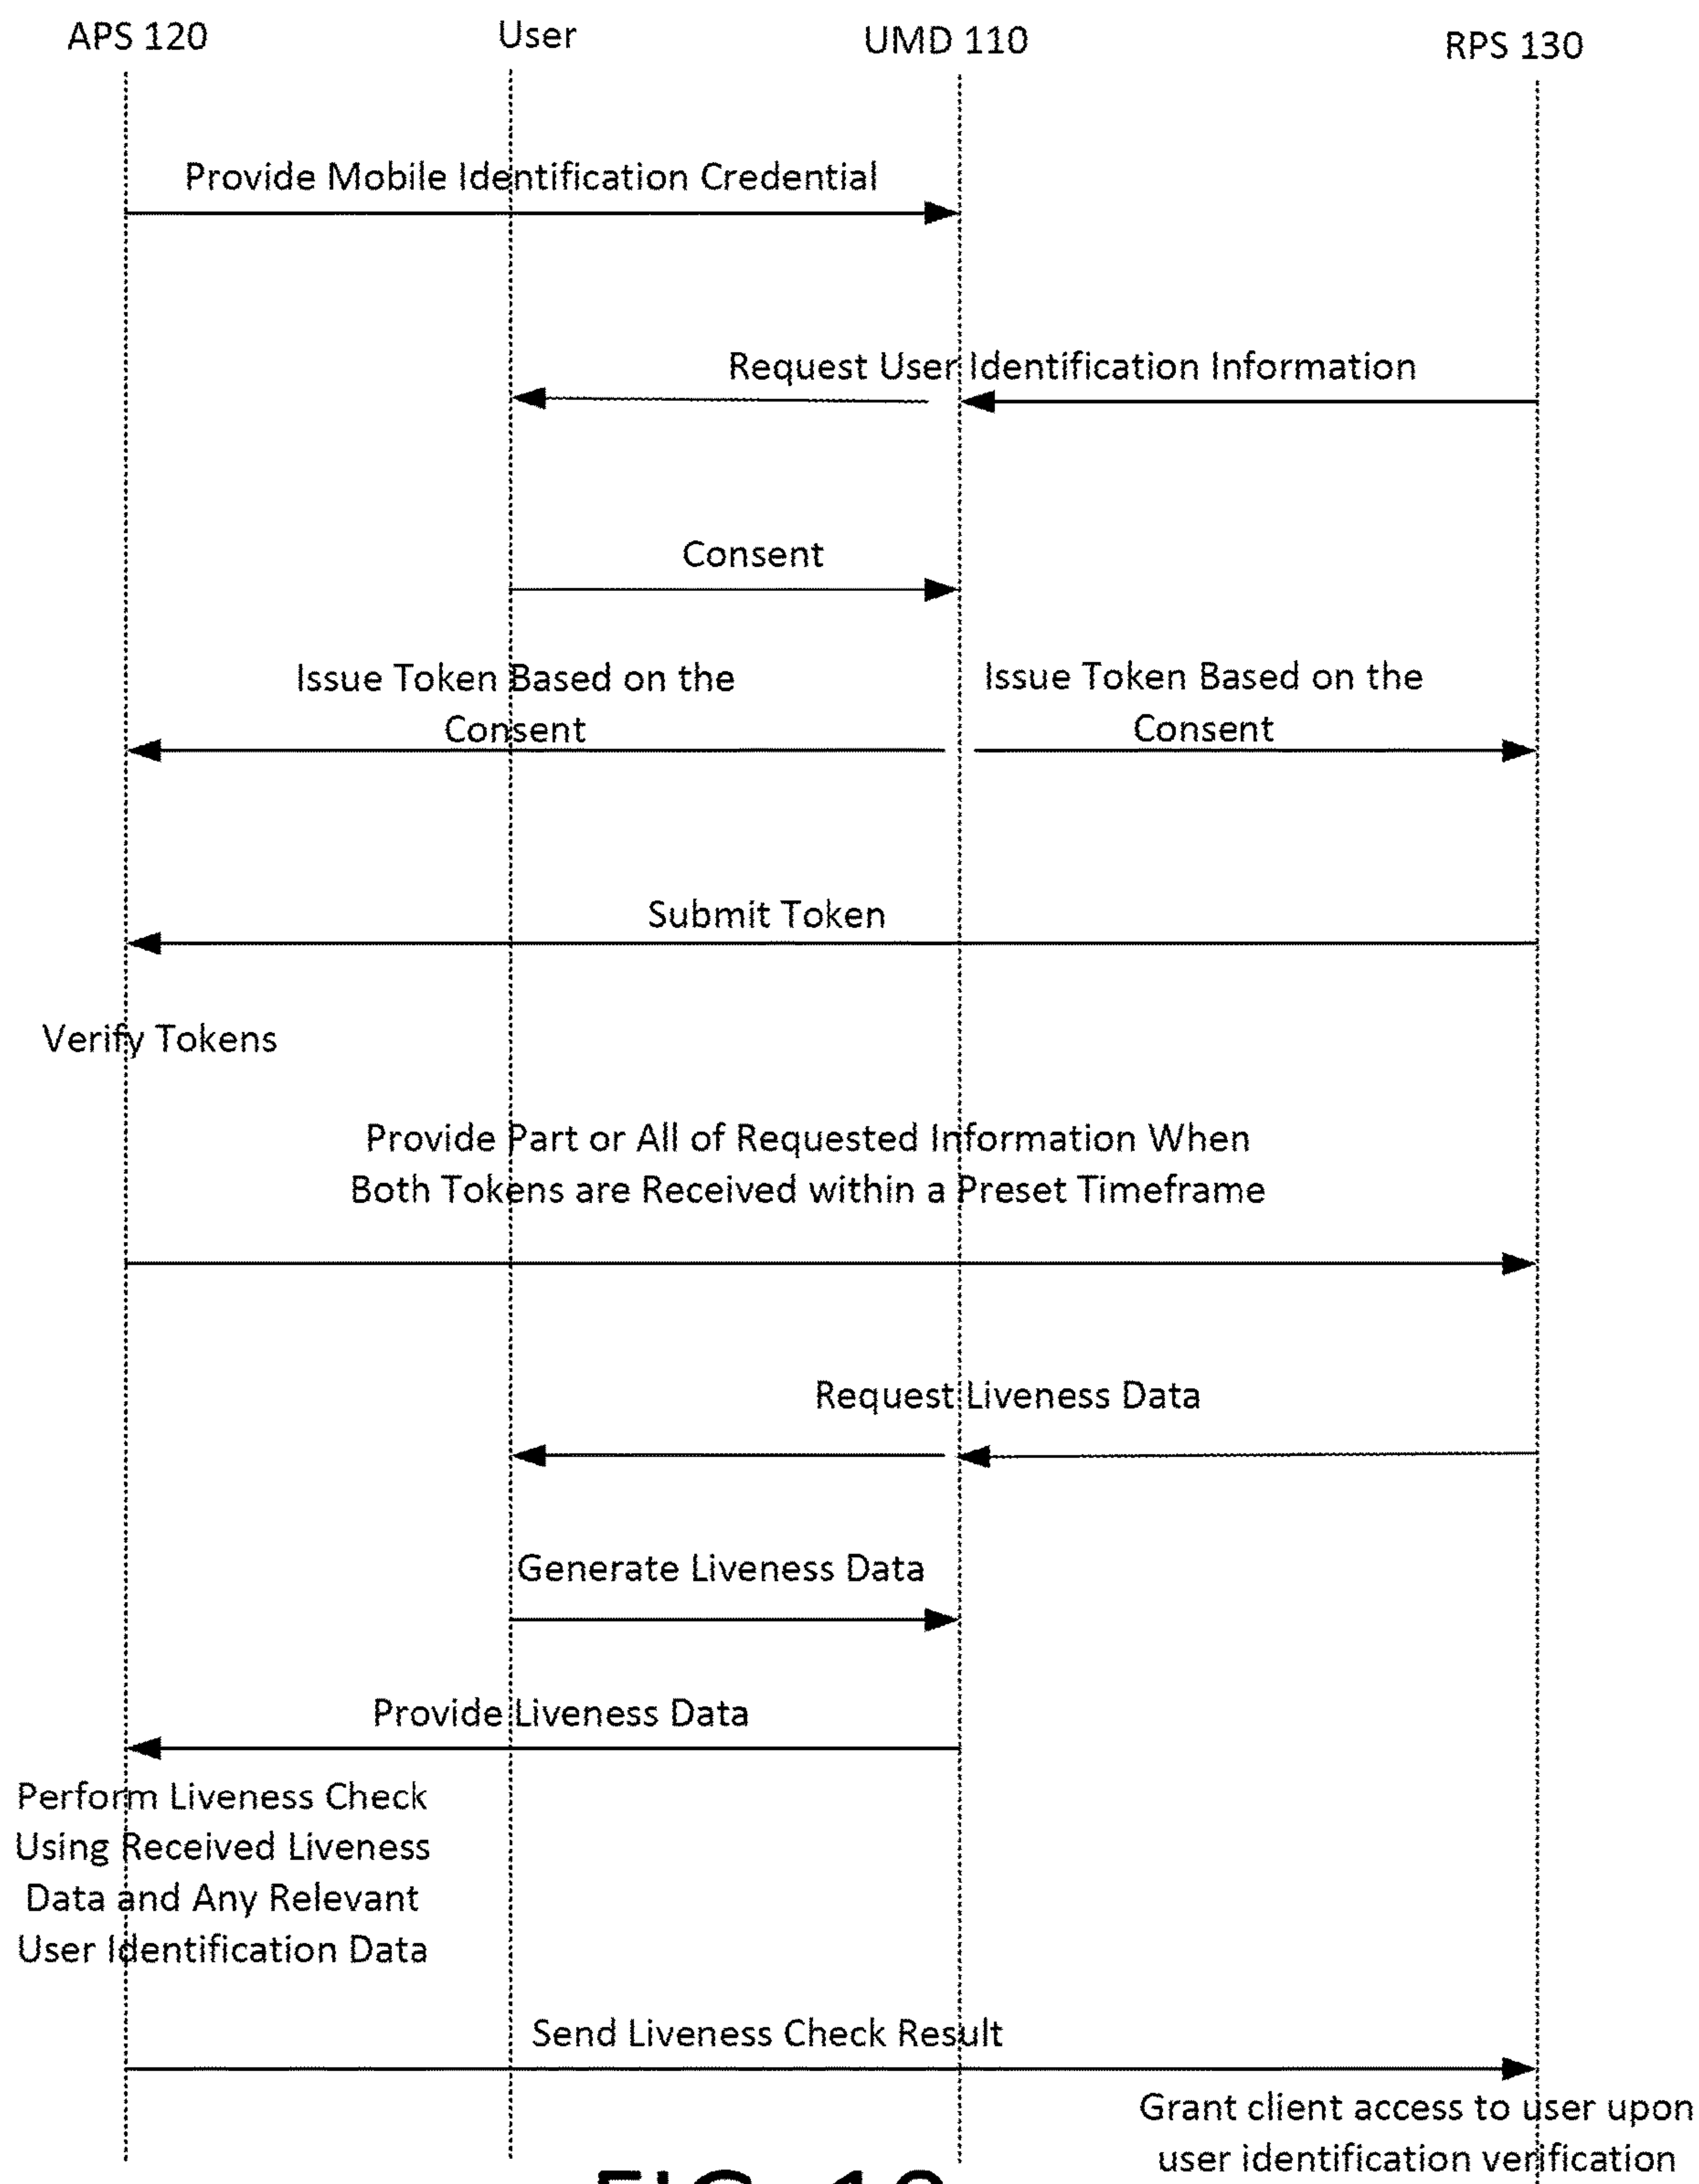 APS 120
User
UMD 110
RPS 130
Provide Mobile Identification Credential
Request User Identification Information
Consent
Issue Token Based on the
Consent
Issue Token Based on the
Consent
Submit Token
Verify Tokens
Provide Part or All of Requested Information When
Both Tokens are Received within a Preset Timeframe
Request Liveness Data
Generate Liveness Data
Provide Liveness Data
Perform Liveness Check
Using Received Liveness
Data and Any Relevant
User Identification Data
Send Liveness Check Result
Grant client access to user upon
user identification verification